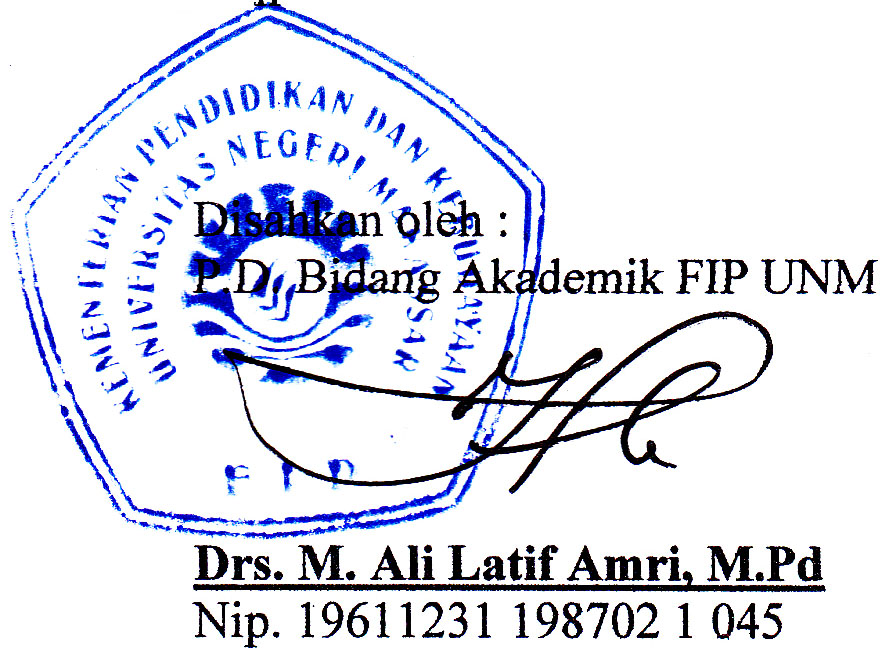 KEMENTERIAN PENDIDIKAN DAN KEBUDAYAAN
UNIVERSITAS NEGERI MAKASSAR
FIP
Disahkan oleh :
P.D. Bidang Akademik FIP UNM
Drs. M. Ali Latif Amri, M.Pd
Nip. 19611231 198702 1 045